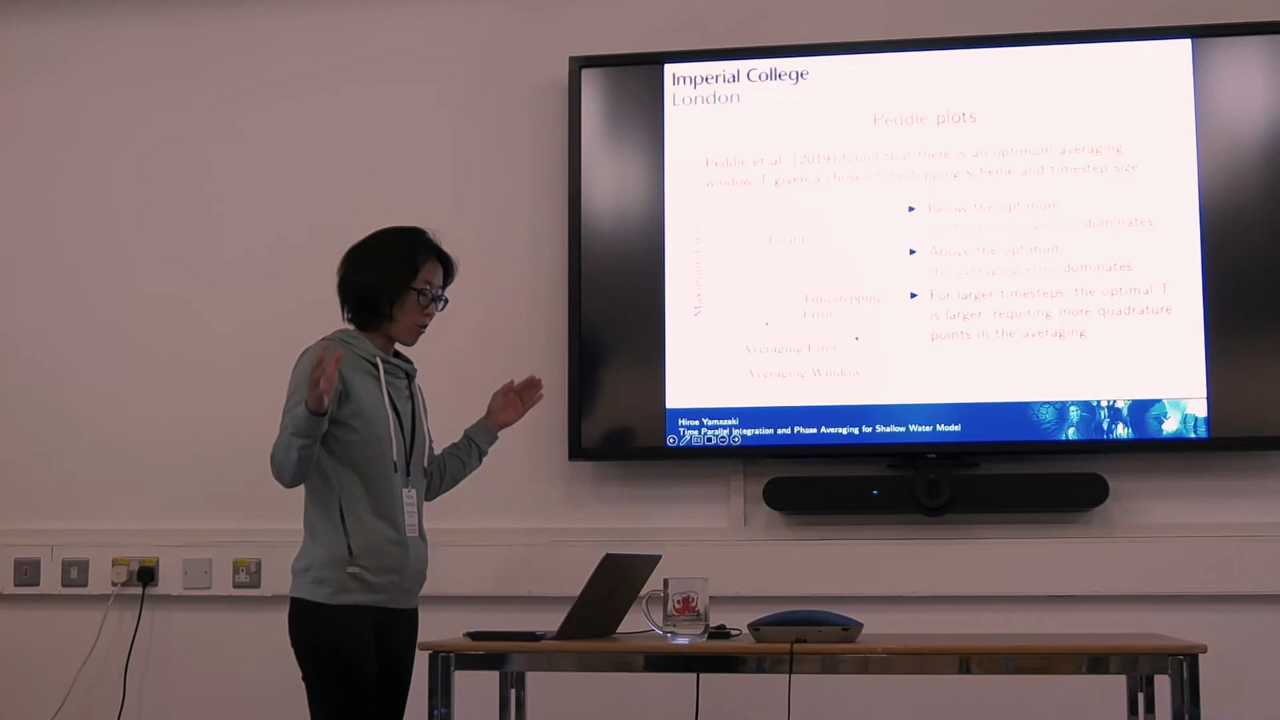 Imperial College
London
Peddle plots
Peddle et al. (2019) found that there is an optimum averaging
window T given a chosen timestepping scheme and timestep size
Below the optimum
the timestepping error dominates
Above the optimum
the averaging error dominates
For larger timesteps, the optimal T
is larger, requiring more quadrature
points in the averaging
Total Error
Timestepping
Error
Averaging Error
Averaging Window
Hiroe Yamazaki
Time Parallel Integration and Phase Averaging for Shallow Water Model